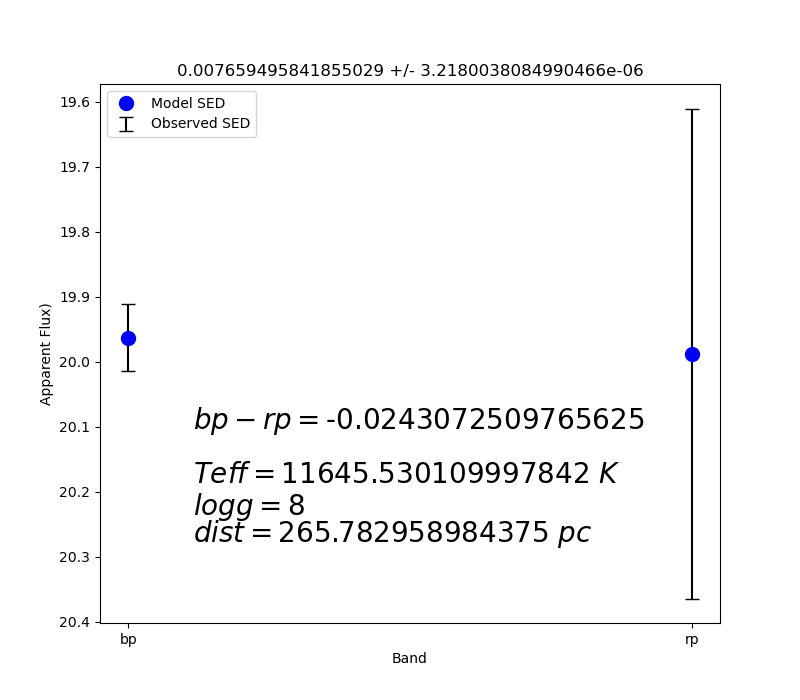 0.007659495841855029 +/- 3.2180038084990466e-06
Model SED
Observed SED
19.6
19.7
19.8
19.9
20.0
20.1
20.2
20.3
20.4
Apparent Flux)
bp − rp = -0.0243072509765625
Teff = 11645.530109997842 K
logg = 8
dist = 265.782958984375 pc
bp
rp
Band